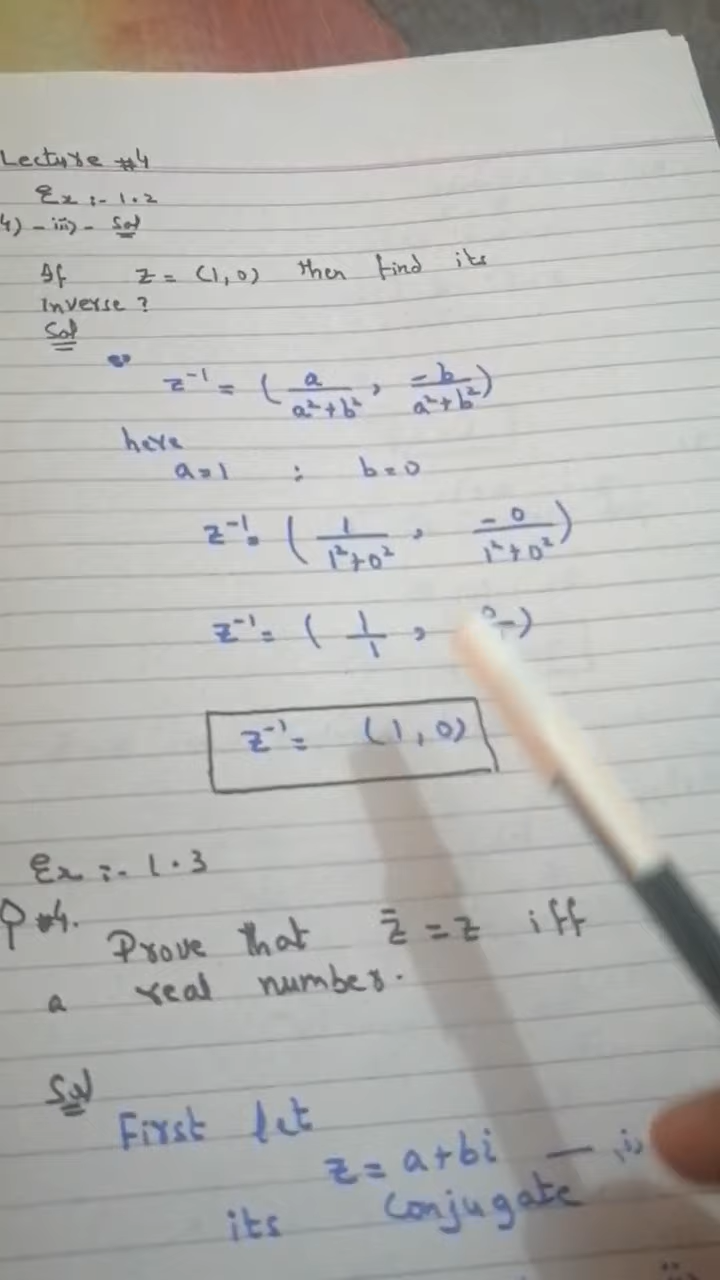 Lecture #4
Ex :- 1.2
4) - iii) - Sol
If z = (1,0) then find its
inverse ?
Sol
z⁻¹ = ( a/(a²+b²) , -b/(a²+b²) )
here
a=1 : b=0
z⁻¹ = ( 1/(1²+0²) , -0/(1²+0²) )
z⁻¹ = ( 1/1 , 0 )
z⁻¹ = (1,0)
Ex :- 1.3
Q #4. Prove that z̄ = z iff
a real number.
Sol
First let
z = a+bi — i)
its conjugate